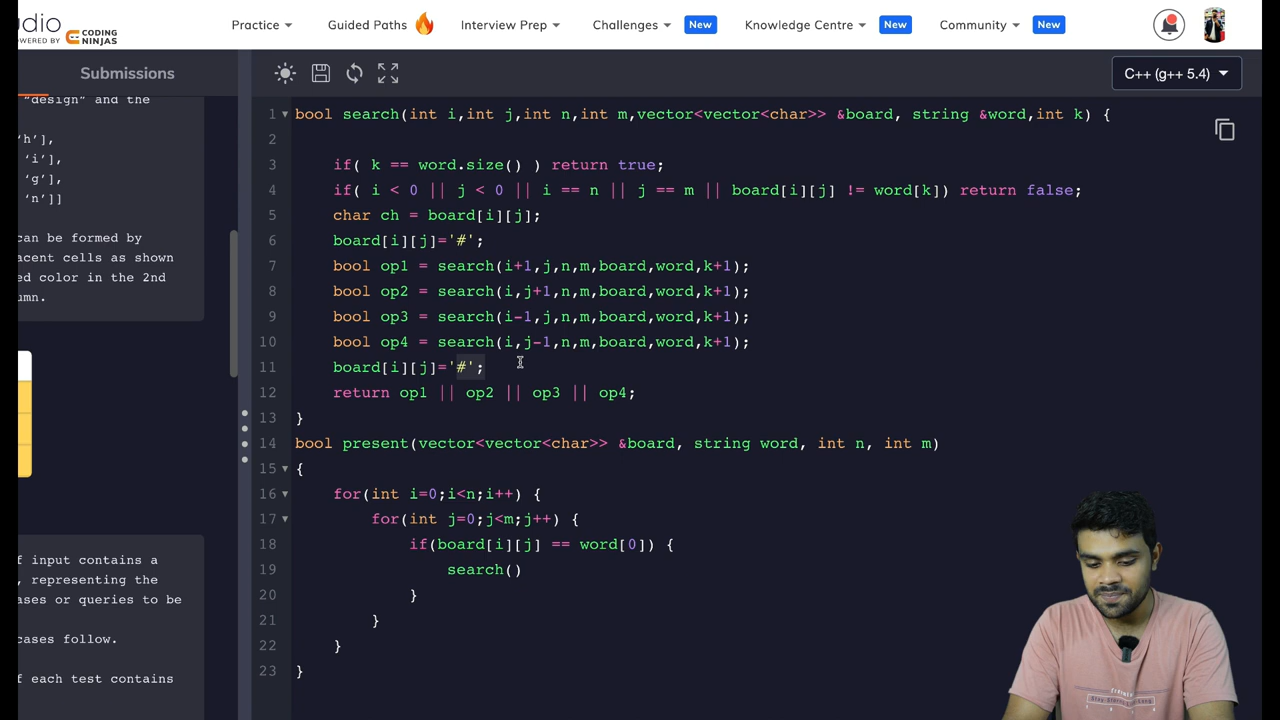 udio
OWERED BY CODING NINJAS
Practice
Guided Paths
Interview Prep
Challenges
New
Knowledge Centre
New
Community
New
Submissions
C++ (g++ 5.4)
“design” and the
‘h’],
‘i’],
‘g’],
‘n’]]
can be formed by
acent cells as shown
ed color in the 2nd
umn.
f input contains a
, representing the
ases or queries to be
cases follow.
f each test contains
1 bool search(int i,int j,int n,int m,vector<vector<char>> &board, string &word,int k) {
2
3 if( k == word.size() ) return true;
4 if( i < 0 || j < 0 || i == n || j == m || board[i][j] != word[k]) return false;
5 char ch = board[i][j];
6 board[i][j]='#';
7 bool op1 = search(i+1,j,n,m,board,word,k+1);
8 bool op2 = search(i,j+1,n,m,board,word,k+1);
9 bool op3 = search(i-1,j,n,m,board,word,k+1);
10 bool op4 = search(i,j-1,n,m,board,word,k+1);
11 board[i][j]='#';
12 return op1 || op2 || op3 || op4;
13 }
14 bool present(vector<vector<char>> &board, string word, int n, int m)
15 {
16 for(int i=0;i<n;i++) {
17 for(int j=0;j<m;j++) {
18 if(board[i][j] == word[0]) {
19 search()
20 }
21 }
22 }
23 }